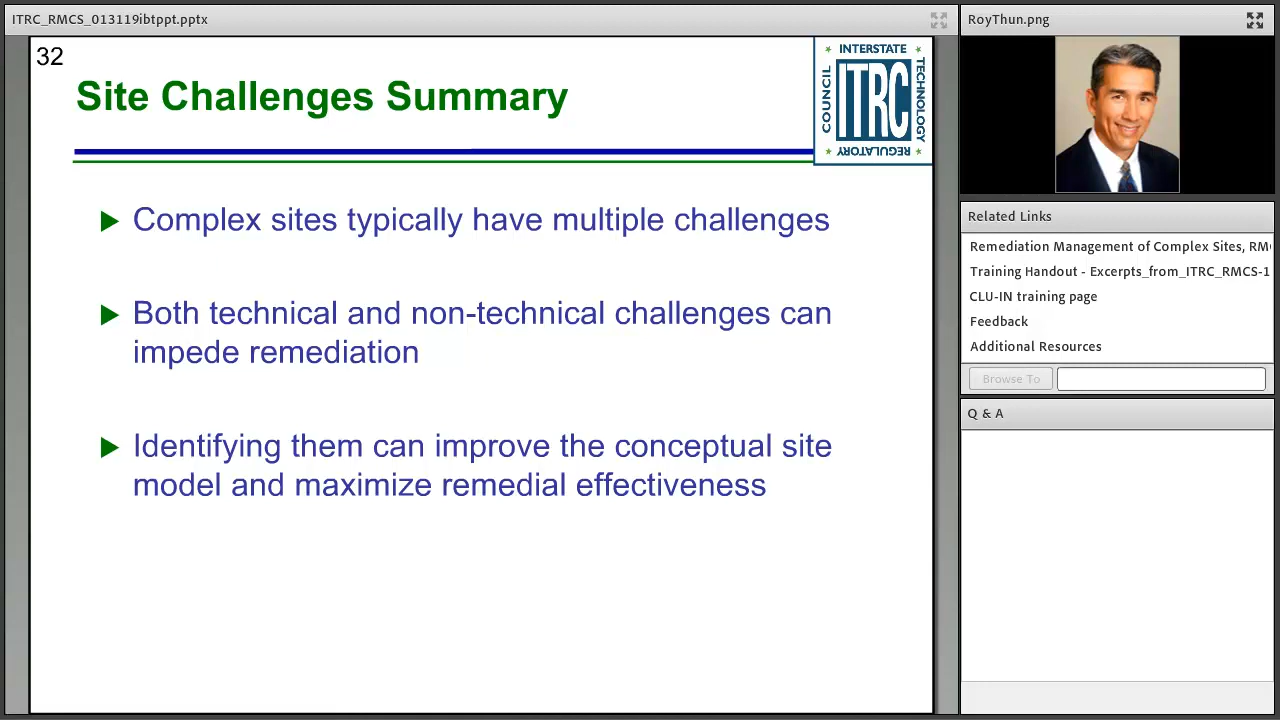 ITRC_RMCS_013119ibtppt.pptx
32
Site Challenges Summary
INTERSTATE
TECHNOLOGY
REGULATORY
COUNCIL
ITRC
Complex sites typically have multiple challenges
Both technical and non-technical challenges can
impede remediation
Identifying them can improve the conceptual site
model and maximize remedial effectiveness
RoyThun.png
Related Links
Remediation Management of Complex Sites, RM
Training Handout - Excerpts_from_ITRC_RMCS-1
CLU-IN training page
Feedback
Additional Resources
Browse To
Q & A